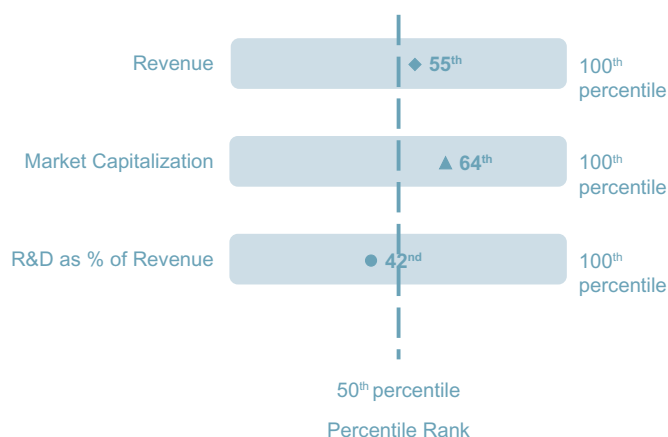 Revenue
55th
100th
percentile
Market Capitalization
64th
100th
percentile
R&D as % of Revenue
42nd
100th
percentile
50th percentile
Percentile Rank